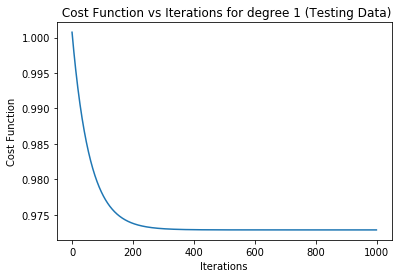 Cost Function vs Iterations for degree 1 (Testing Data)
1.000
0.995
0.990
0.985
0.980
0.975
Cost Function
0 200 400 600 800 1000
Iterations